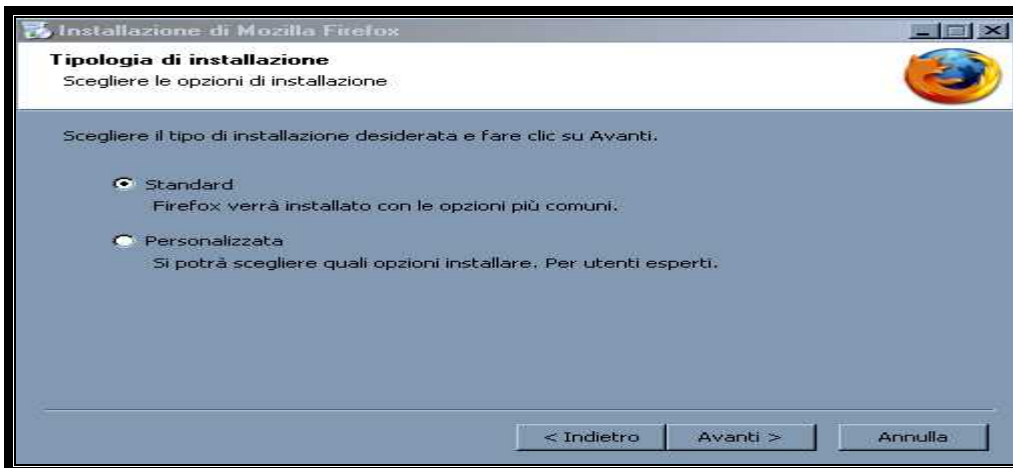 Installazione di Mozilla Firefox
Tipologia di installazione
Scegliere le opzioni di installazione
Scegliere il tipo di installazione desiderata e fare clic su Avanti.
Standard
Firefox verrà installato con le opzioni più comuni.
Personalizzata
Si potrà scegliere quali opzioni installare. Per utenti esperti.
< Indietro Avanti > Annulla